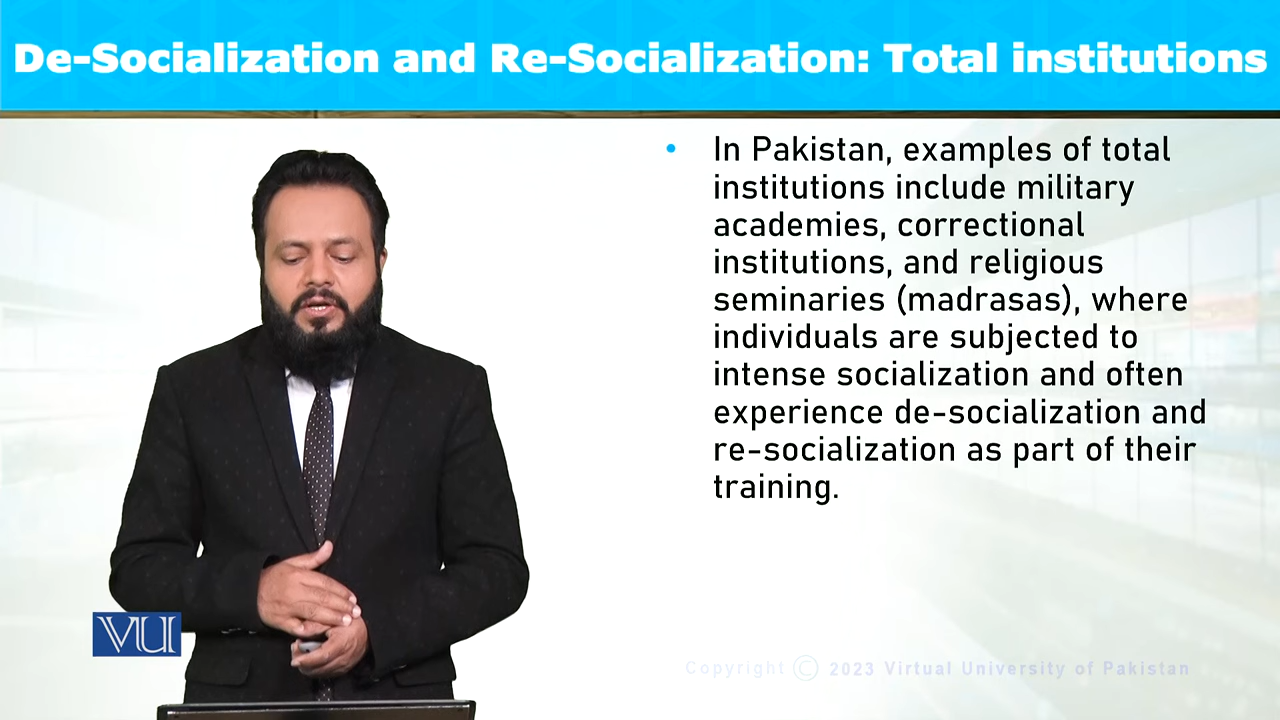 De-Socialization and Re-Socialization: Total institutions
• In Pakistan, examples of total
institutions include military
academies, correctional
institutions, and religious
seminaries (madrasas), where
individuals are subjected to
intense socialization and often
experience de-socialization and
re-socialization as part of their
training.
VU
Copyright © 2023 Virtual University of Pakistan